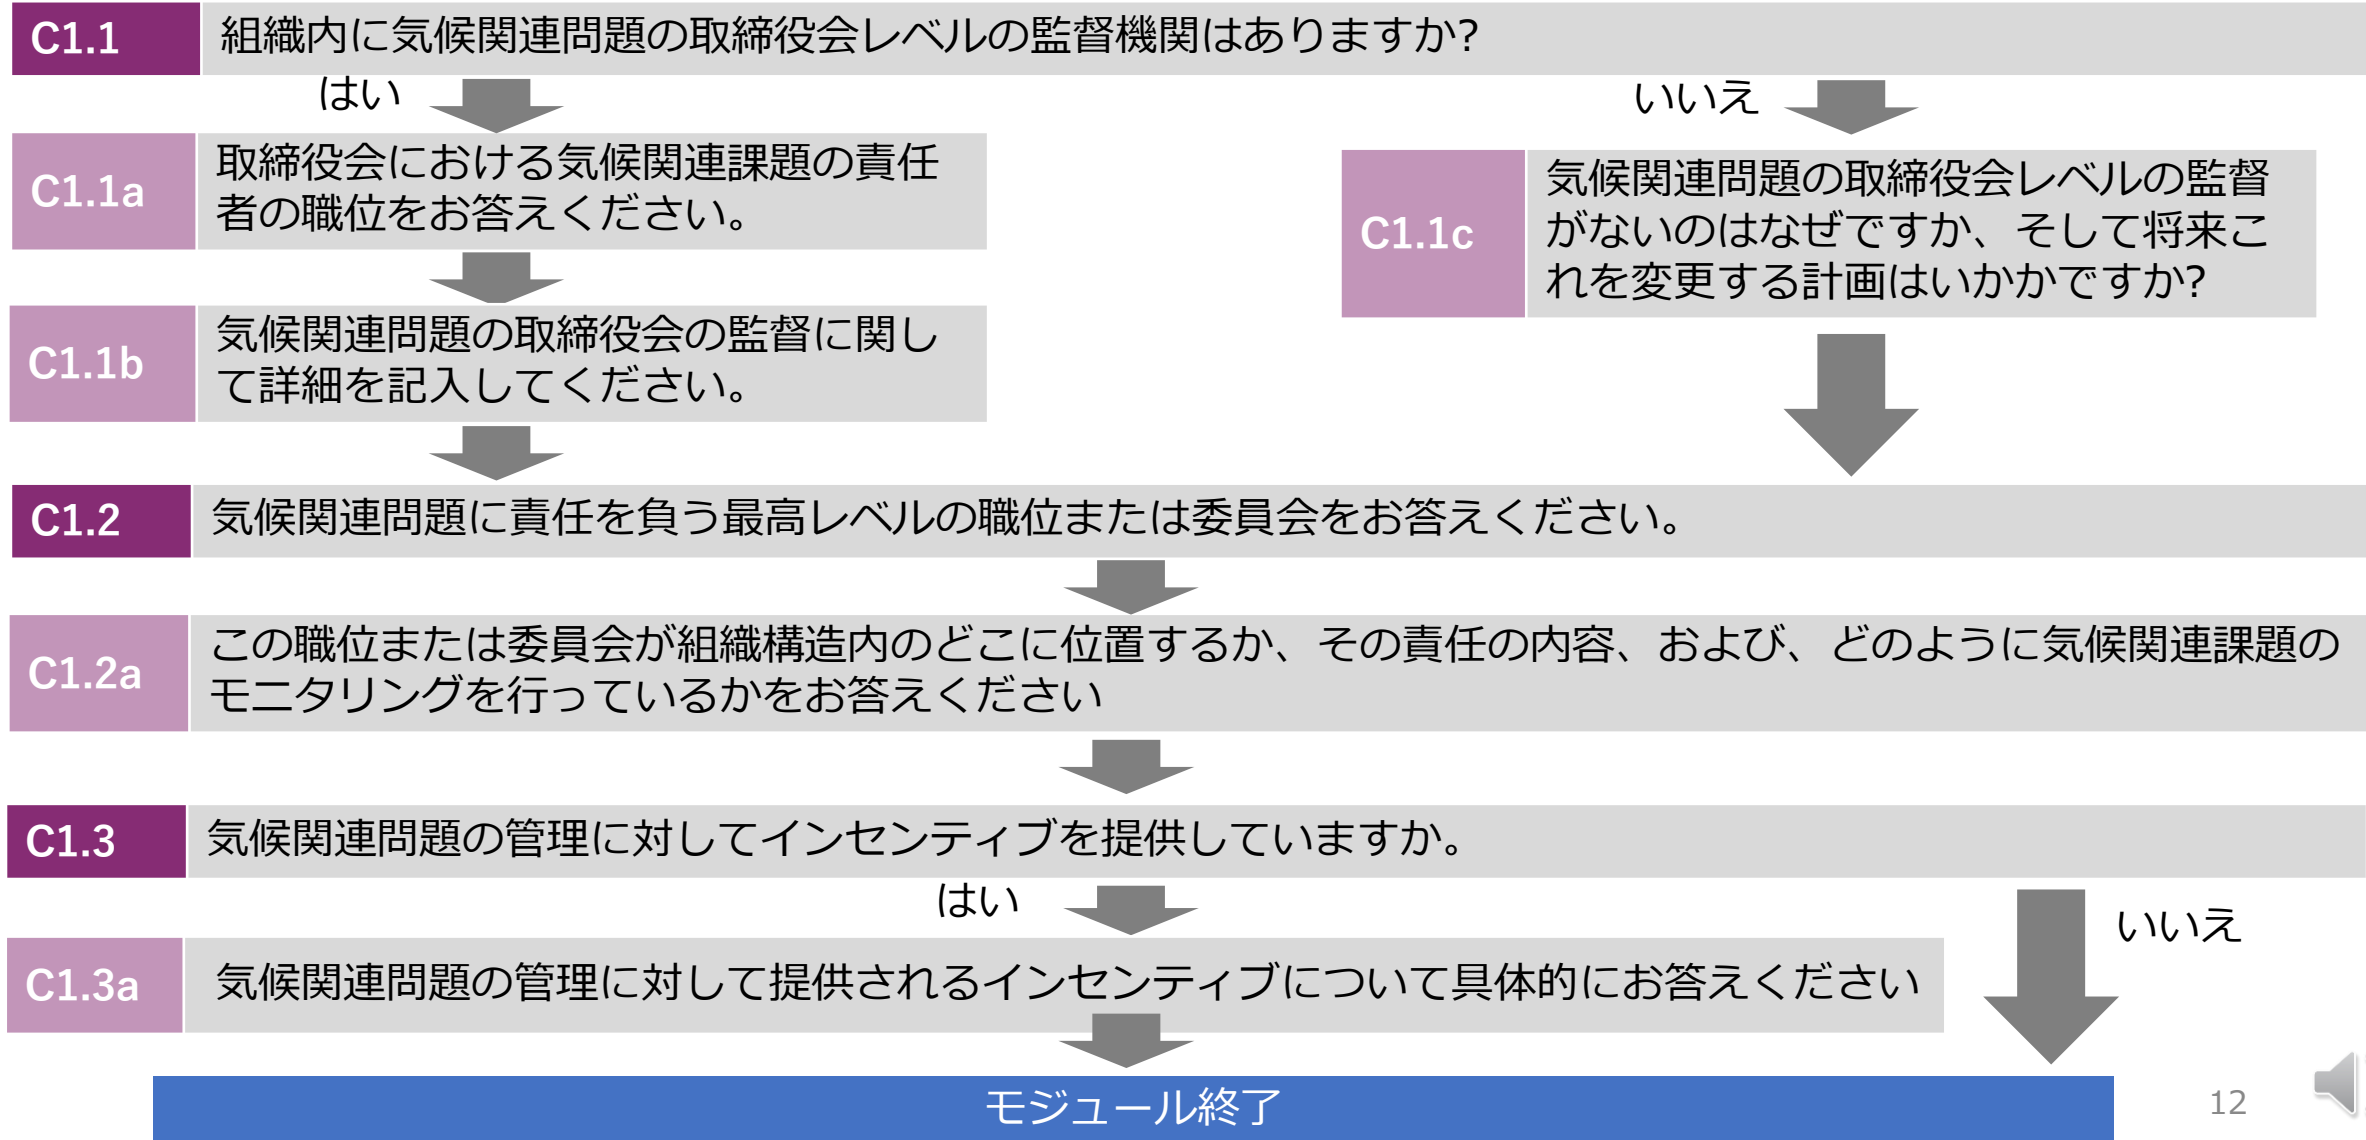 C1.1 組織内に気候関連問題の取締役会レベルの監督機関はありますか?
はい
いいえ
C1.1a
取締役会における気候関連課題の責任
者の職位をお答えください。
C1.1c
気候関連問題の取締役会レベルの監督
がないのはなぜですか、そして将来こ
れを変更する計画はいかかですか?
C1.1b
気候関連問題の取締役会の監督に関し
て詳細を記入してください。
C1.2 気候関連問題に責任を負う最高レベルの職位または委員会をお答えください。
C1.2a
この職位または委員会が組織構造内のどこに位置するか、その責任の内容、および、どのように気候関連課題の
モニタリングを行っているかをお答えください
C1.3 気候関連問題の管理に対してインセンティブを提供していますか。
はい
いいえ
C1.3a 気候関連問題の管理に対して提供されるインセンティブについて具体的にお答えください
モジュール終了
12